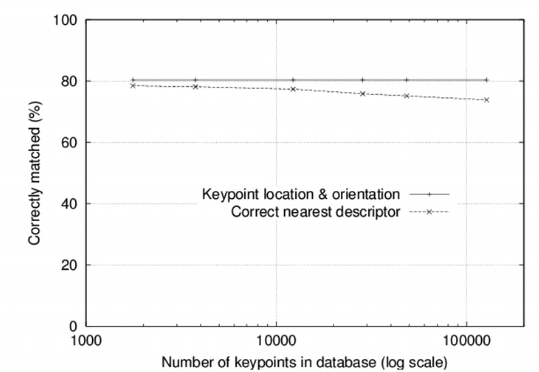 100
80
60
40
20
0
Correctly matched (%)
Keypoint location & orientation
Correct nearest descriptor
1000 10000 100000
Number of keypoints in database (log scale)